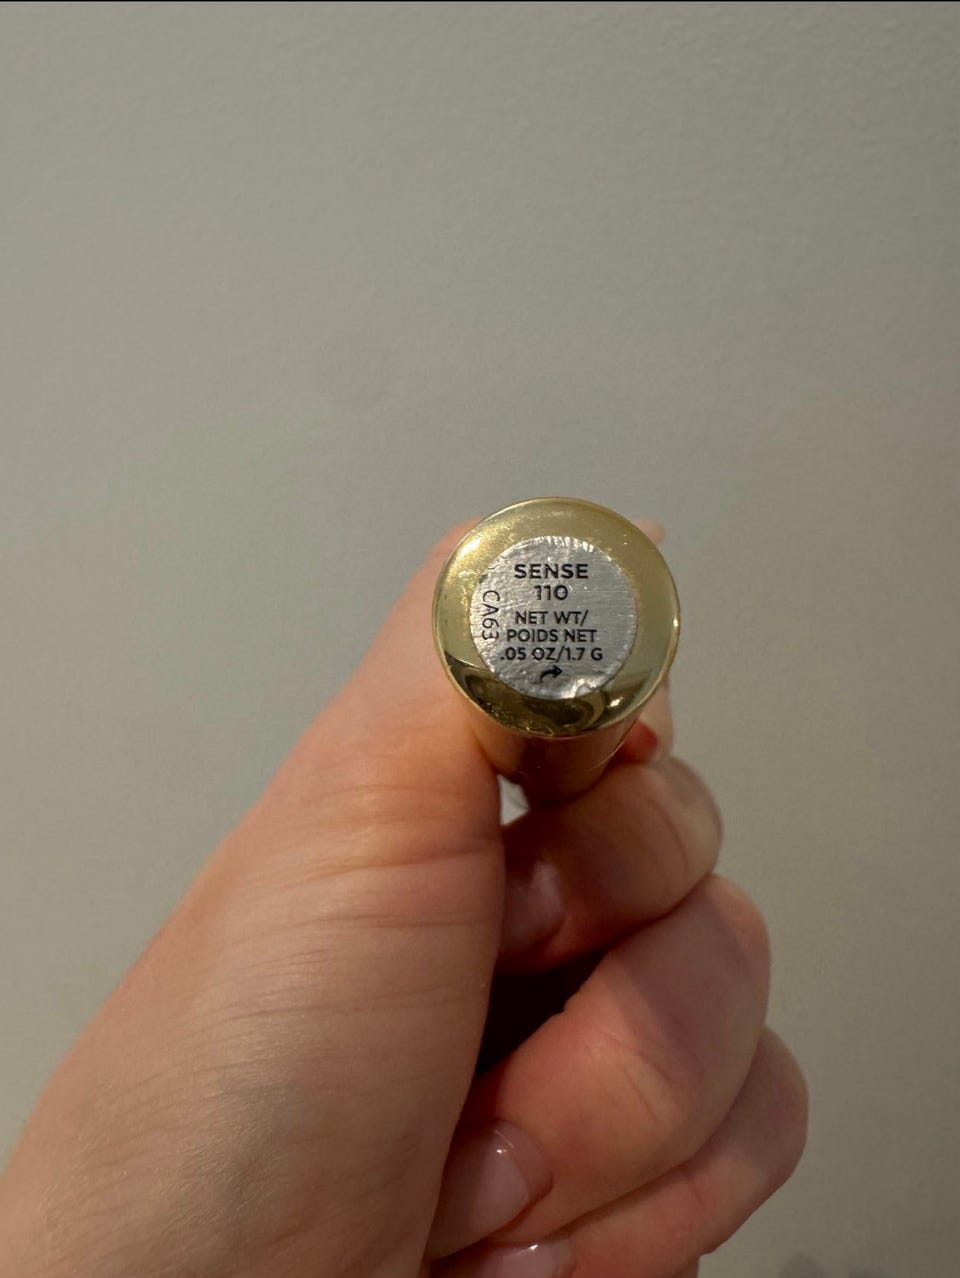 SENSE
110
NET WT/
POIDS NET
.05 OZ/1.7 G
CA63